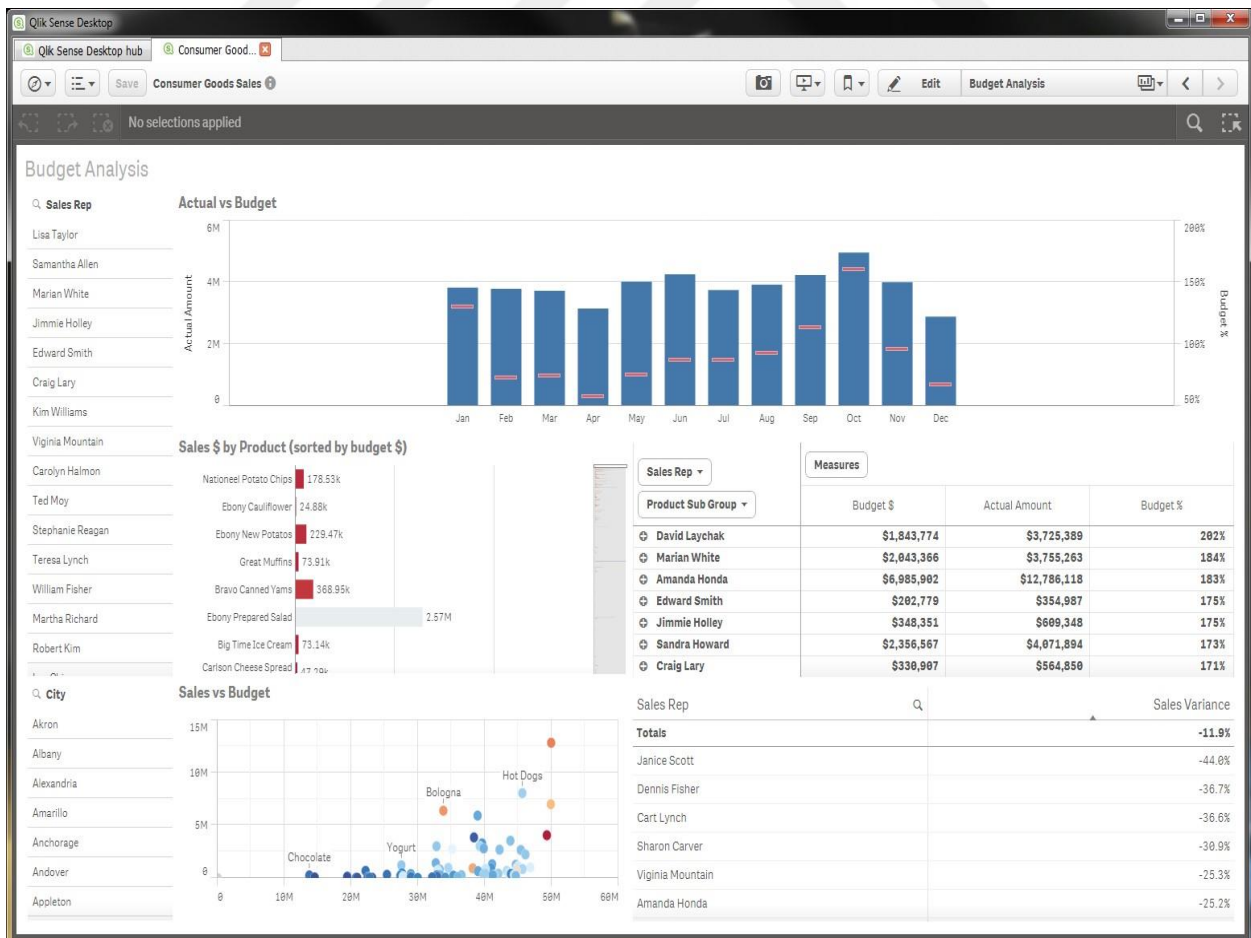 Qlik Sense Desktop
Qlik Sense Desktop hub
Consumer Good...
Save
Consumer Goods Sales
Edit
Budget Analysis
No selections applied
Budget Analysis
Sales Rep
Lisa Taylor
Samantha Allen
Marian White
Jimmie Holley
Edward Smith
Craig Lary
Kim Williams
Viginia Mountain
Carolyn Halmon
Ted Moy
Stephanie Reagan
Teresa Lynch
William Fisher
Martha Richard
Robert Kim
City
Akron
Albany
Alexandria
Amarillo
Anchorage
Andover
Appleton
Actual vs Budget
Actual Amount
6M
4M
2M
0
200%
150%
100%
50%
Budget %
Jan Feb Mar Apr May Jun Jul Aug Sep Oct Nov Dec
Sales $ by Product (sorted by budget $)
Nationeel Potato Chips 178.53k
Ebony Cauliflower 24.88k
Ebony New Potatos 229.47k
Great Muffins 73.91k
Bravo Canned Yams 368.95k
Ebony Prepared Salad 2.57M
Big Time Ice Cream 73.14k
Carlson Cheese Spread 47.29k
Sales Rep
Product Sub Group
Measures
Budget $ Actual Amount Budget %
David Laychak $1,843,774 $3,725,389 202%
Marian White $2,043,366 $3,755,263 184%
Amanda Honda $6,985,902 $12,786,118 183%
Edward Smith $202,779 $354,987 175%
Jimmie Holley $348,351 $609,348 175%
Sandra Howard $2,356,567 $4,071,894 173%
Craig Lary $330,907 $564,850 171%
Sales vs Budget
15M
10M
5M
0
Hot Dogs
Bologna
Yogurt
Chocolate
0 10M 20M 30M 40M 50M 60M
Sales Rep Sales Variance
Totals -11.9%
Janice Scott -44.0%
Dennis Fisher -36.7%
Cart Lynch -36.6%
Sharon Carver -30.9%
Viginia Mountain -25.3%
Amanda Honda -25.2%